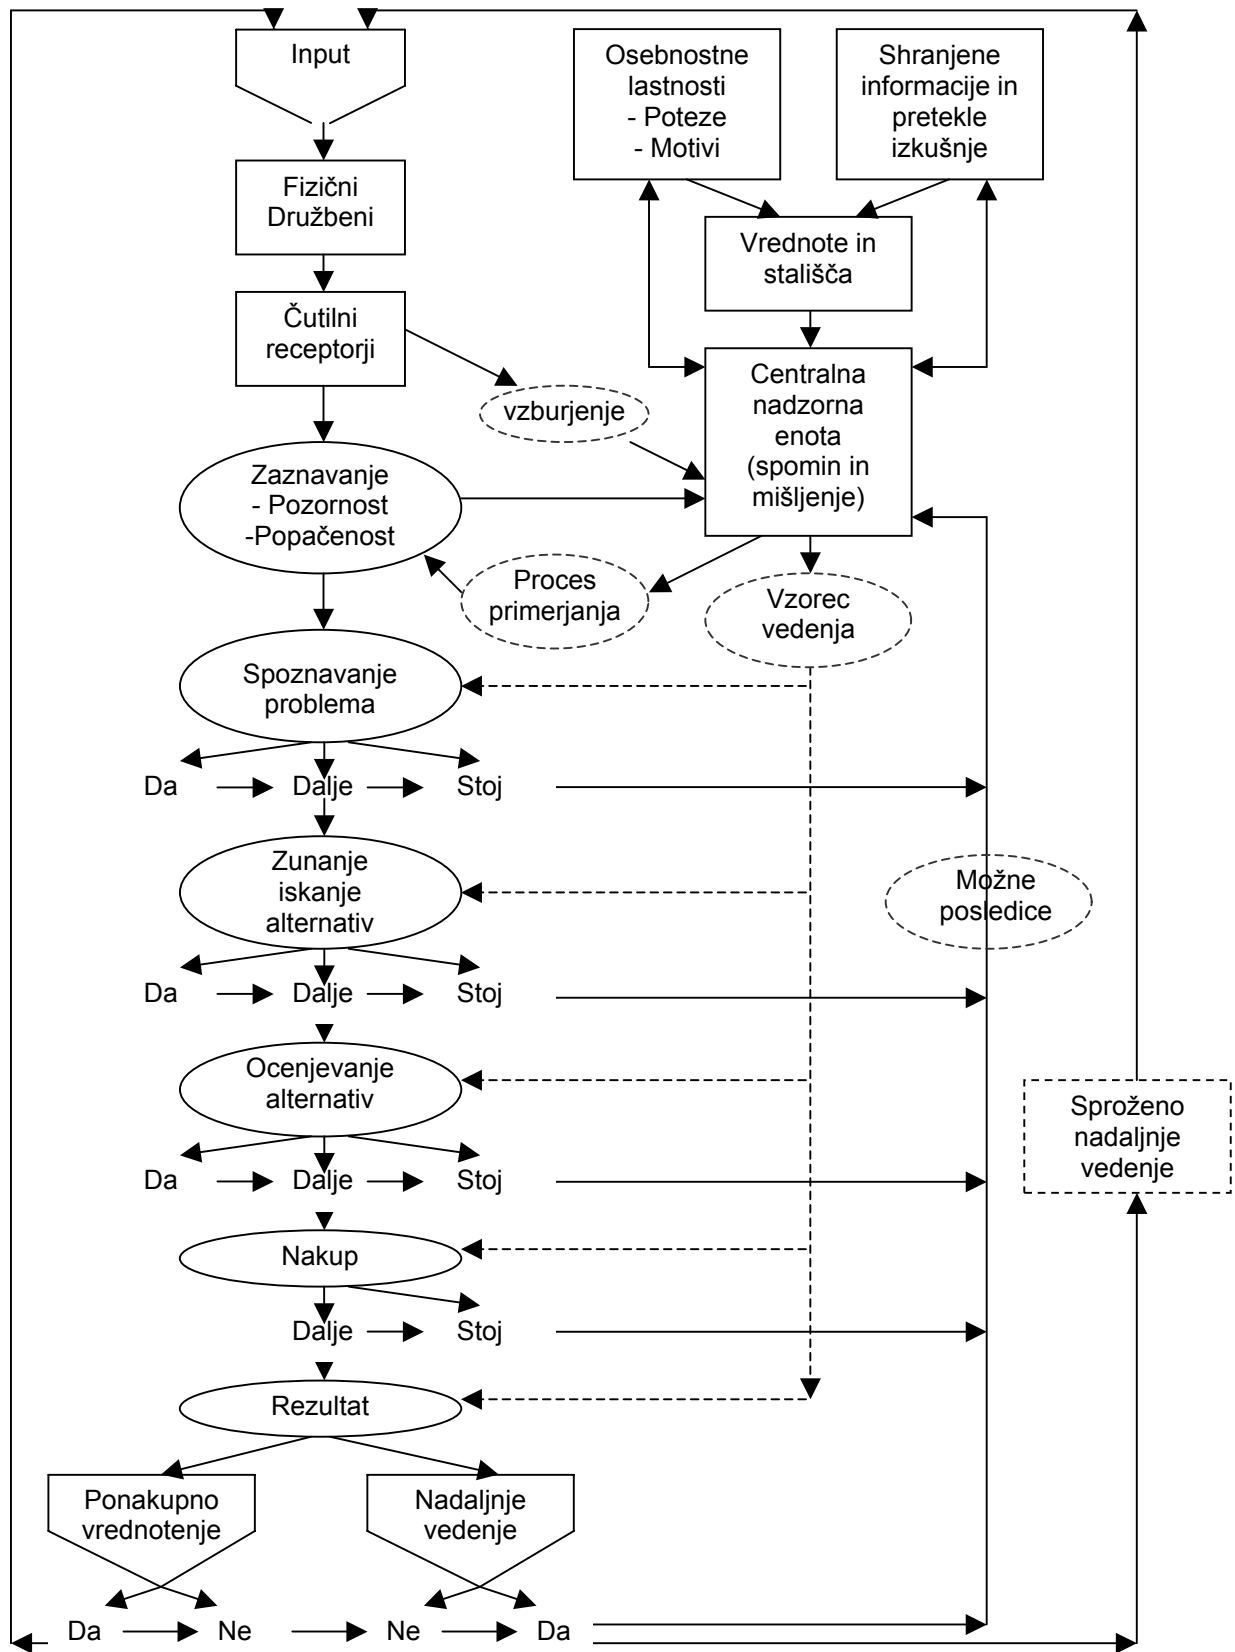 Input
Osebnostne
lastnosti
- Poteze
- Motivi
Shranjene
informacije in
pretekle
izkušnje
Fizični
Družbeni
Vrednote in
stališča
Čutilni
receptorji
vzburjenje
Centralna
nadzorna
enota
(spomin in
mišljenje)
Zaznavanje
- Pozornost
-Popačenost
Proces
primerjanja
Vzorec
vedenja
Spoznavanje
problema
Da Dalje Stoj
Zunanje
iskanje
alternativ
Možne
posledice
Da Dalje Stoj
Ocenjevanje
alternativ
Sproženo
nadaljnje
vedenje
Da Dalje Stoj
Nakup
Dalje Stoj
Rezultat
Ponakupno
vrednotenje
Nadaljnje
vedenje
Da Ne Ne Da